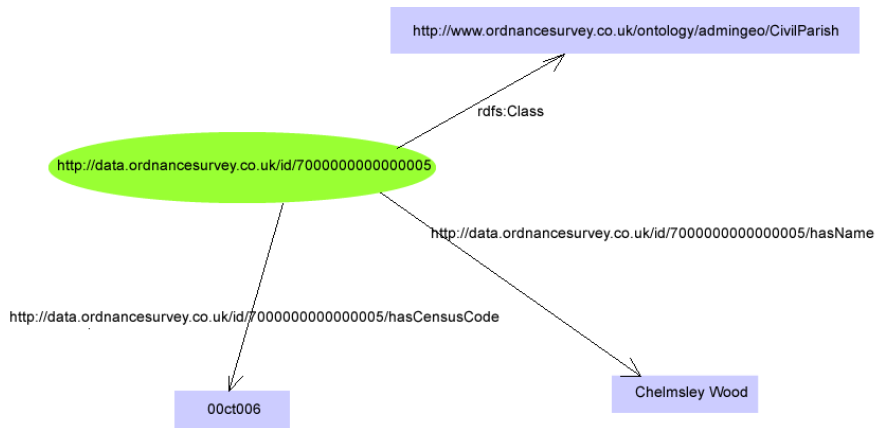 http://www.ordnancesurvey.co.uk/ontology/admingeo/CivilParish
rdfs:Class
http://data.ordnancesurvey.co.uk/id/7000000000000005
http://data.ordnancesurvey.co.uk/id/7000000000000005/hasName
http://data.ordnancesurvey.co.uk/id/7000000000000005/hasCensusCode
Chelmsley Wood
00ct006